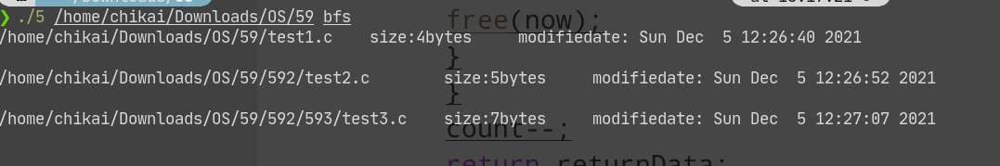 ❯ ./5 /home/chikai/Downloads/OS/59 bfs
free(now);
/home/chikai/Downloads/OS/59/test1.c    size:4bytes     modifiedate: Sun Dec  5 12:26:40 2021
}
/home/chikai/Downloads/OS/59/592/test2.c        size:5bytes     modifiedate: Sun Dec  5 12:26:52 2021
}
/home/chikai/Downloads/OS/59/592/593/test3.c    size:7bytes     modifiedate: Sun Dec  5 12:27:07 2021
count--;
return returnData;